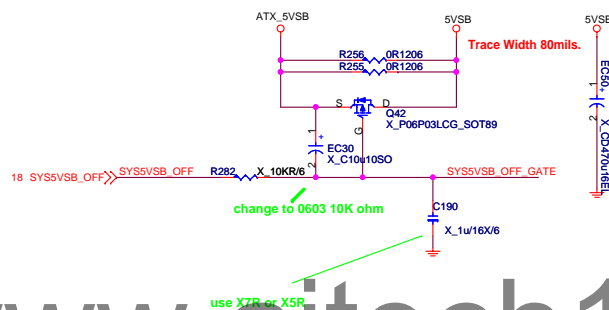 ATX_5VSB
5VSB
5VSB
Trace Width 80mils.
R256 0R1206
R255 0R1206
EC50
1
+
2
X_CD470u16EL
S D
G
Q42
X_P06P03LCG_SOT89
1
+
EC30
X_C10u10SO
2
18 SYS5VSB_OFF
SYS5VSB_OFF
R282
X_10KR/6
SYS5VSB_OFF_GATE
change to 0603 10K ohm
C190
X_1u/16X/6
use X7R or X5R